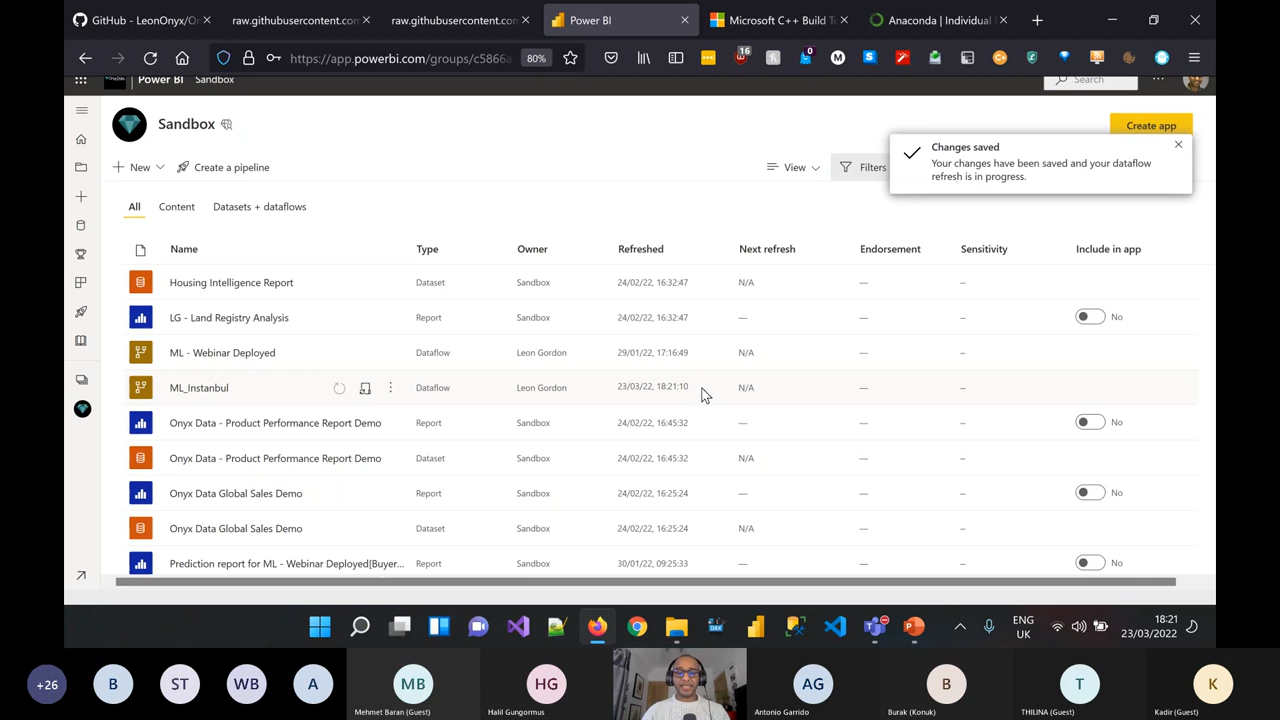 GitHub - LeonOnyx/On
raw.githubusercontent.com
raw.githubusercontent.com
Power BI
Microsoft C++ Build To
Anaconda | Individual
https://app.powerbi.com/groups/c5866a
80%
16
0
Power BI
Sandbox
Search
Sandbox
Create app
Changes saved
Your changes have been saved and your dataflow
refresh is in progress.
New
Create a pipeline
View
Filters
All
Content
Datasets + dataflows
Name
Type
Owner
Refreshed
Next refresh
Endorsement
Sensitivity
Include in app
Housing Intelligence Report
Dataset
Sandbox
24/02/22, 16:32:47
N/A
—
–
LG - Land Registry Analysis
Report
Sandbox
24/02/22, 16:32:47
—
—
–
No
ML - Webinar Deployed
Dataflow
Leon Gordon
29/01/22, 17:16:49
N/A
—
–
ML_Instanbul
Dataflow
Leon Gordon
23/03/22, 18:21:10
N/A
—
–
Onyx Data - Product Performance Report Demo
Report
Sandbox
24/02/22, 16:45:32
—
—
–
No
Onyx Data - Product Performance Report Demo
Dataset
Sandbox
24/02/22, 16:45:32
N/A
—
–
Onyx Data Global Sales Demo
Report
Sandbox
24/02/22, 16:25:24
—
—
–
No
Onyx Data Global Sales Demo
Dataset
Sandbox
24/02/22, 16:25:24
N/A
—
–
Prediction report for ML - Webinar Deployed[Buyer...
Report
Sandbox
30/01/22, 09:25:33
—
—
–
No
DAX
ENG
UK
18:21
23/03/2022
+26
B
ST
WB
A
MB
Mehmet Baran (Guest)
HG
Halil Gungormus
AG
Antonio Garrido
B
Burak (Konuk)
T
THILINA (Guest)
K
Kadir (Guest)